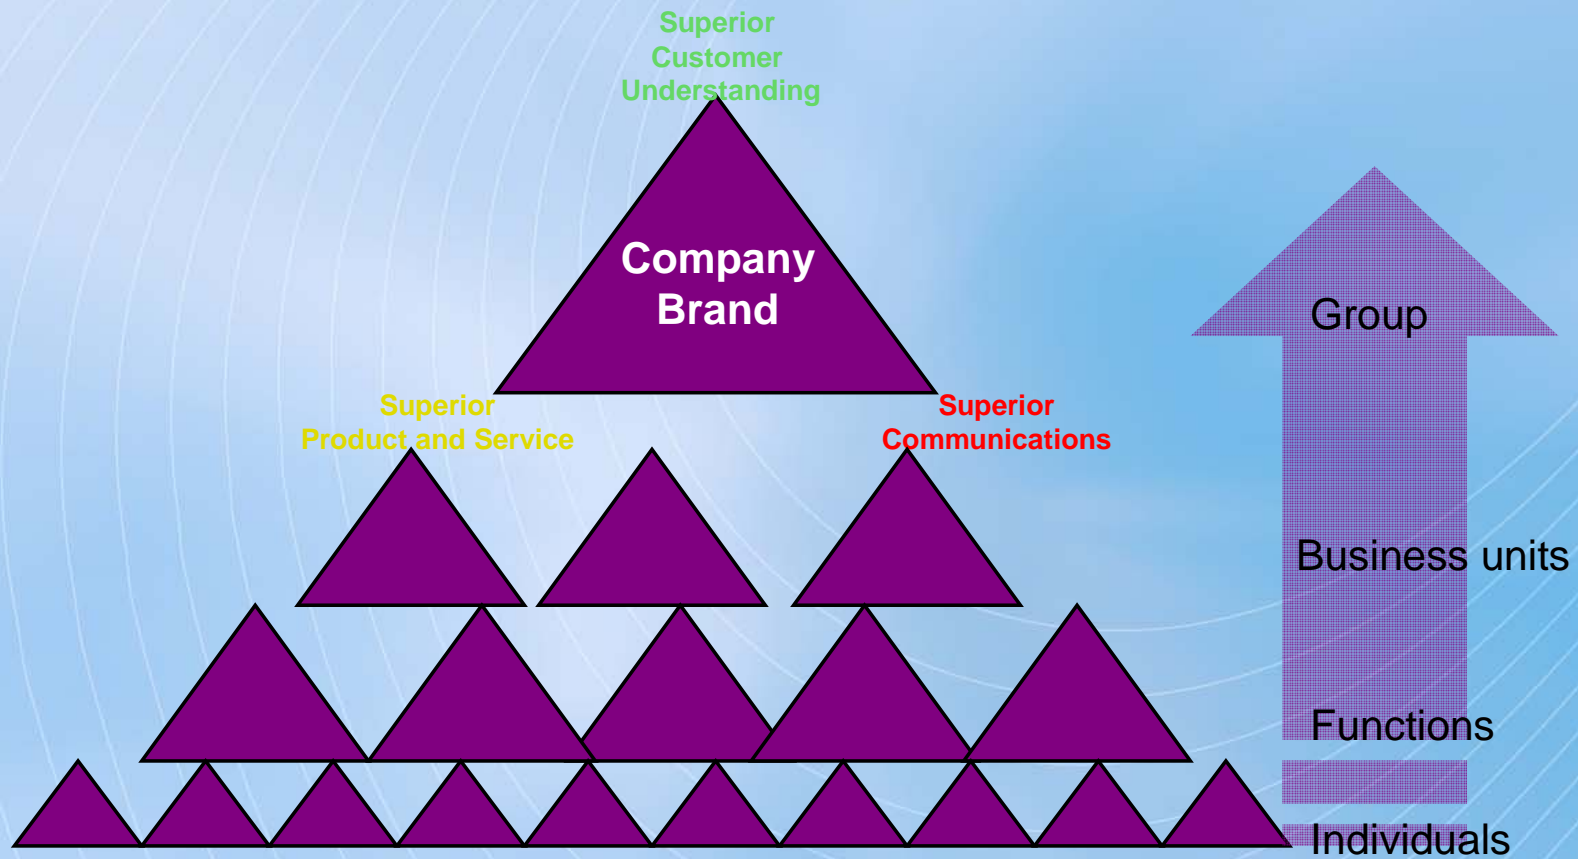 Superior
Customer
Understanding
Company
Brand
Group
Superior
Product and Service
Superior
Communications
Business units
Functions
Individuals